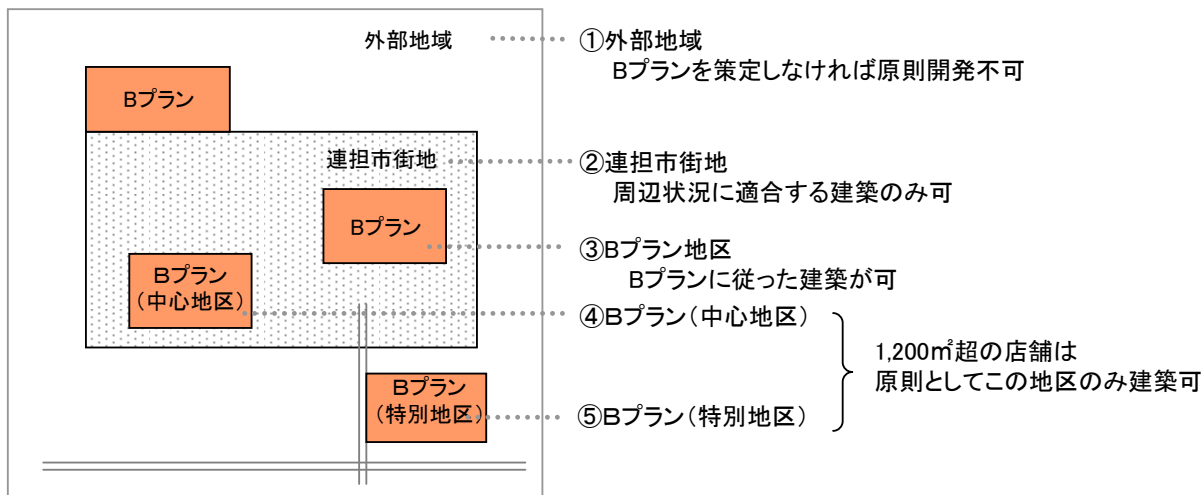 外部地域
①外部地域
Bプランを策定しなければ原則開発不可
Bプラン
連担市街地
②連担市街地
周辺状況に適合する建築のみ可
Bプラン
③Bプラン地区
Bプランに従った建築が可
Bプラン
（中心地区）
④Bプラン（中心地区）
1,200㎡超の店舗は
原則としてこの地区のみ建築可
Bプラン
（特別地区）
⑤Bプラン（特別地区）